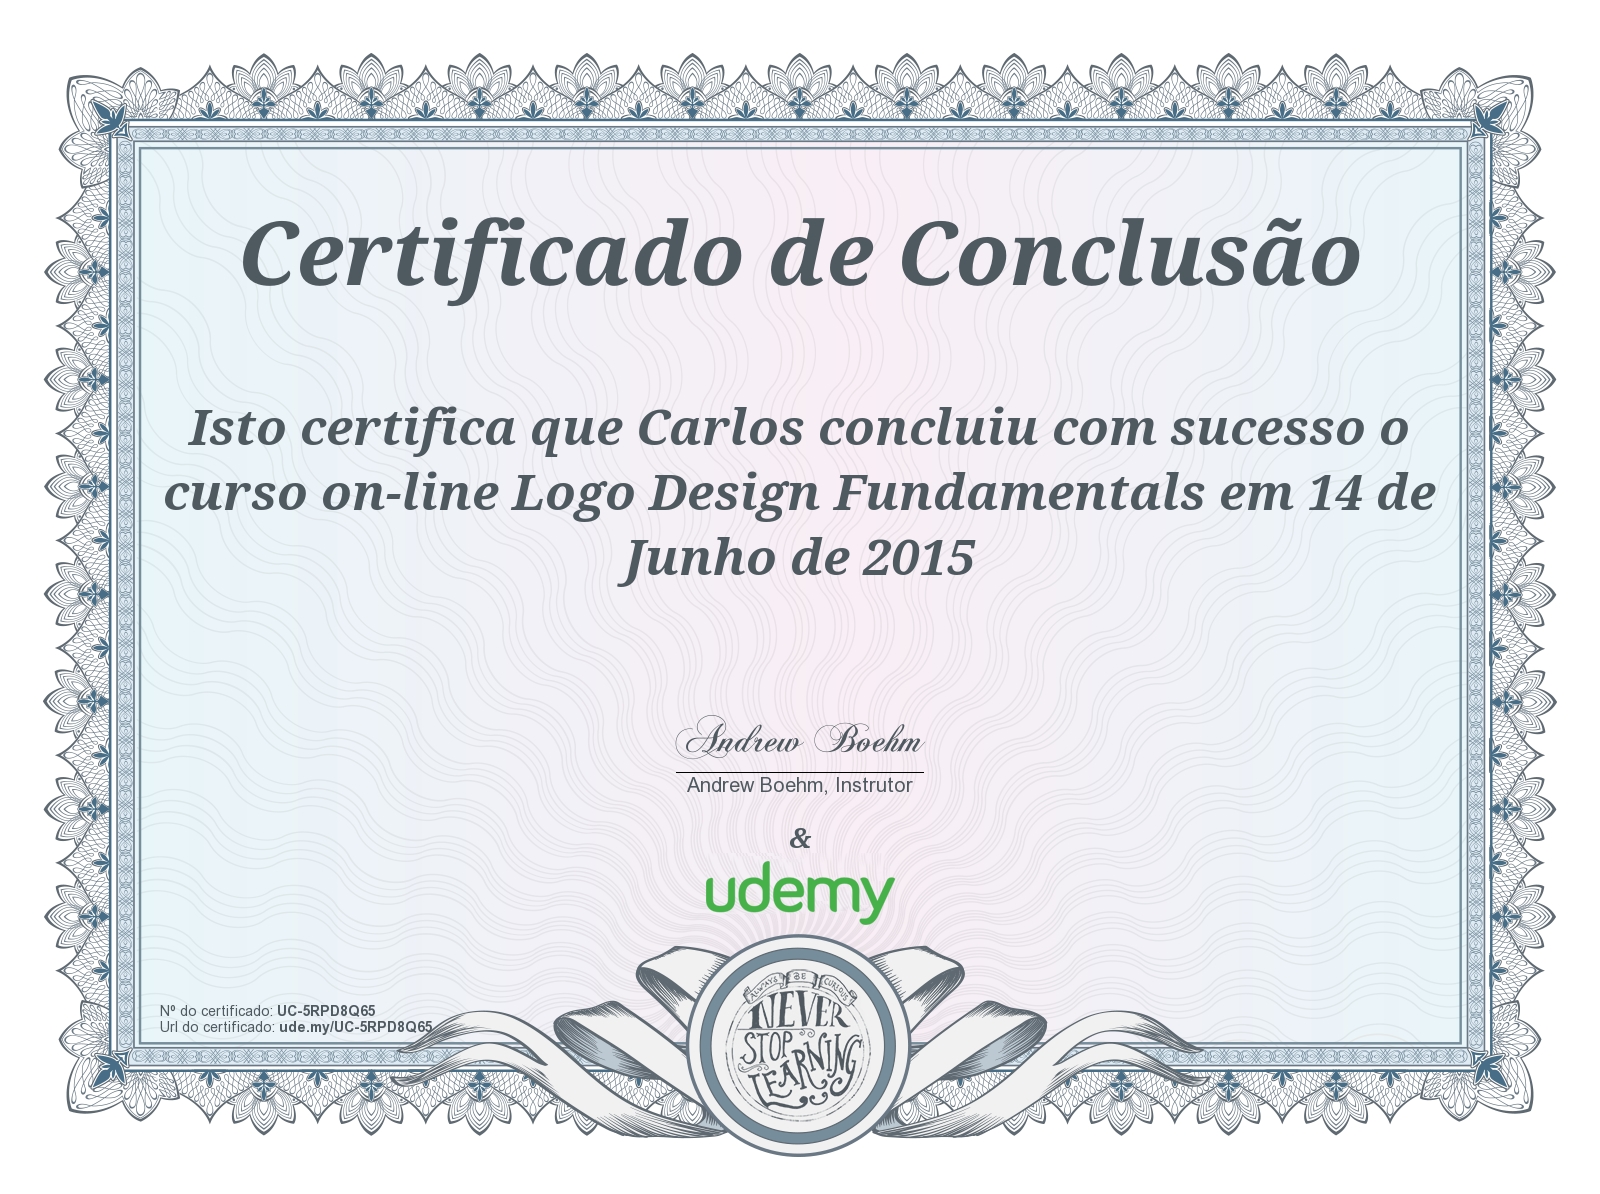 Certificado de Conclusão
Isto certifica que Carlos concluiu com sucesso o
curso on-line Logo Design Fundamentals em 14 de
Junho de 2015
Andrew Boehm
Andrew Boehm, Instrutor
&
udemy
Nº do certificado: UC-5RPD8Q65
Url do certificado: ude.my/UC-5RPD8Q65
ALWAYS BE CURIOUS
NEVER
STOP
LEARNING